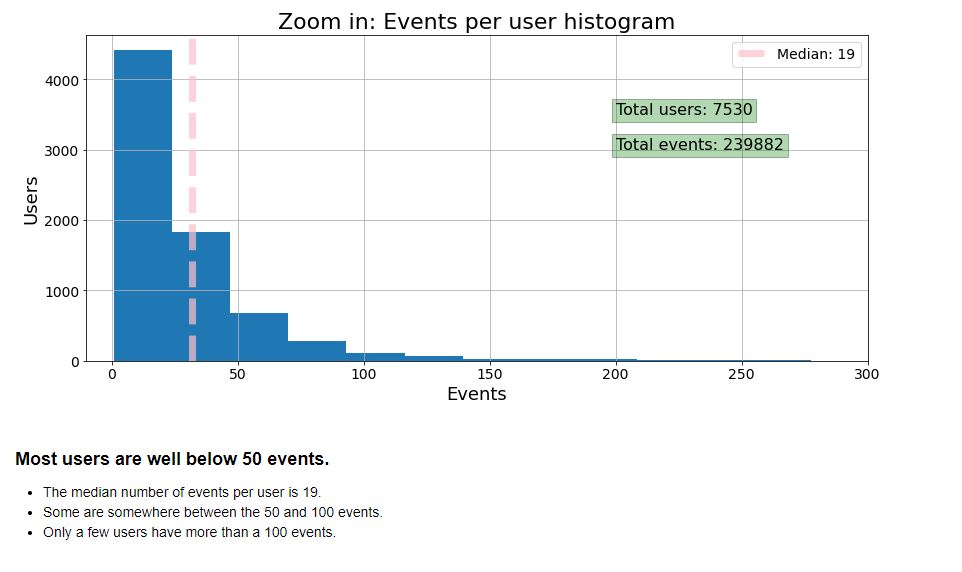 Zoom in: Events per user histogram
Median: 19
4000
Total users: 7530
Total events: 239882
3000
Users
2000
1000
0
0 50 100 150 200 250 300
Events
Most users are well below 50 events.
• The median number of events per user is 19.
• Some are somewhere between the 50 and 100 events.
• Only a few users have more than a 100 events.